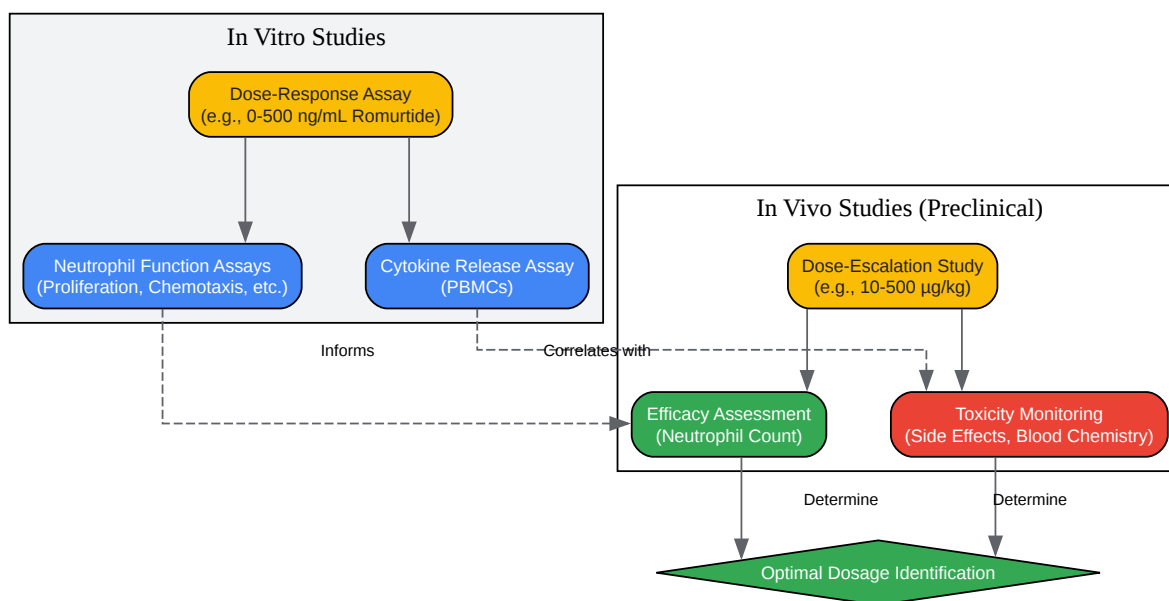 In Vitro Studies
Dose-Response Assay
(e.g., 0-500 ng/mL Romurtide)
Neutrophil Function Assays
(Proliferation, Chemotaxis, etc.)
Cytokine Release Assay
(PBMCs)
In Vivo Studies (Preclinical)
Dose-Escalation Study
(e.g., 10-500 µg/kg)
Informs
Correlates with
Efficacy Assessment
(Neutrophil Count)
Toxicity Monitoring
(Side Effects, Blood Chemistry)
Determine
Determine
Optimal Dosage Identification